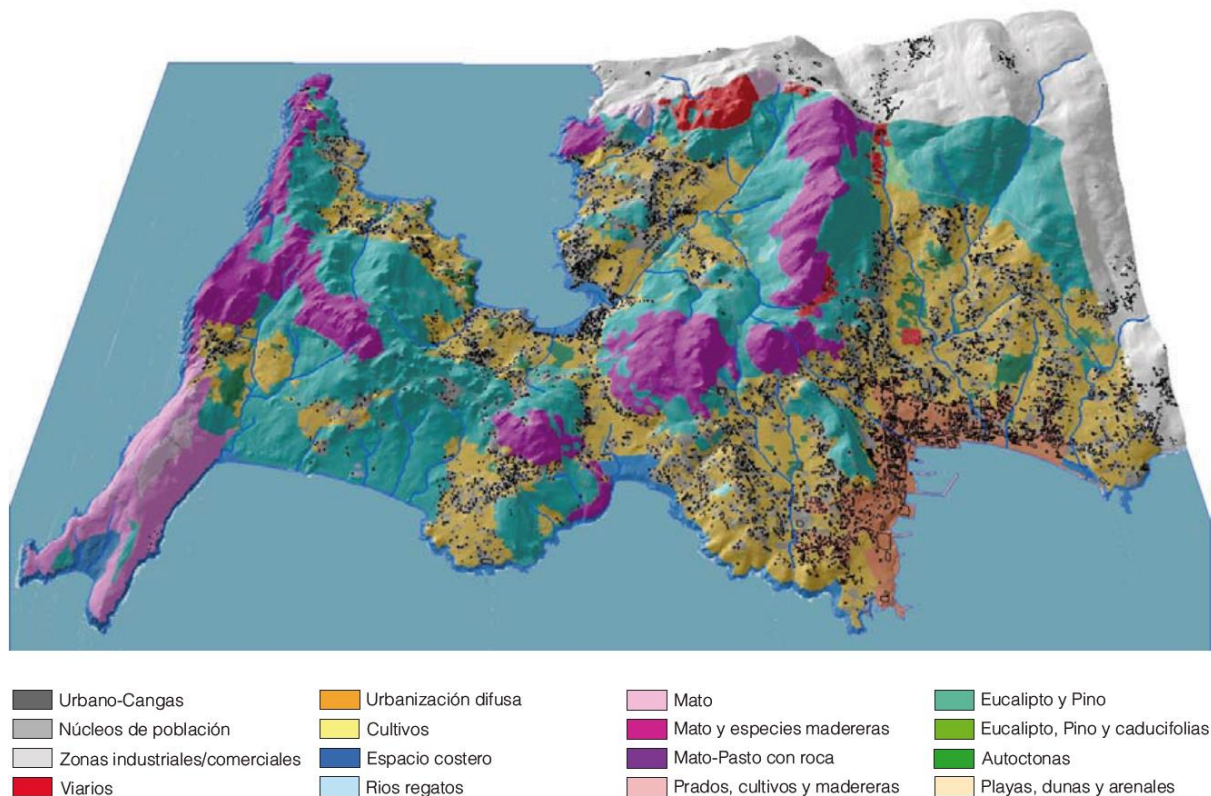 Urbano-Cangas
Núcleos de población
Zonas industriales/comerciales
Viarios
Urbanización difusa
Cultivos
Espacio costero
Rios regatos
Mato
Mato y especies madereras
Mato-Pasto con roca
Prados, cultivos y madereras
Eucalipto y Pino
Eucalipto, Pino y caducifolias
Autoctonas
Playas, dunas y arenales